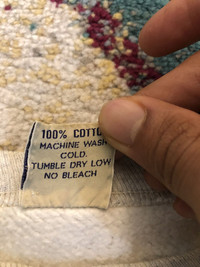 100% COTTO
MACHINE WASH
COLD.
TUMBLE DRY LOW
NO BLEACH